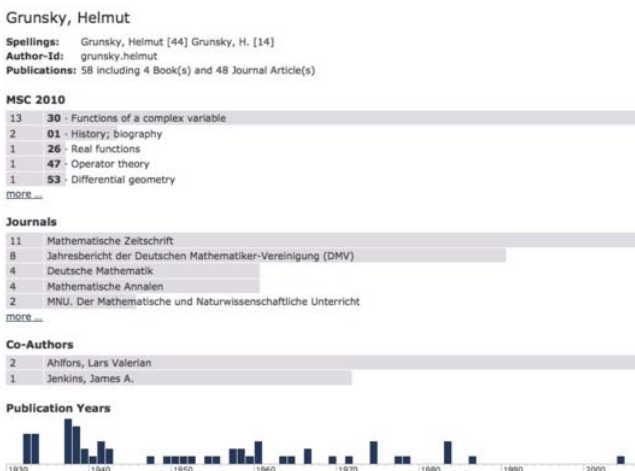 Grunsky, Helmut
Spellings: Grunsky, Helmut [44] Grunsky, H. [14]
Author-Id: grunsky.helmut
Publications: 58 including 4 Book(s) and 48 Journal Article(s)
MSC 2010
13 30 - Functions of a complex variable
2 01 - History; biography
1 26 - Real functions
1 47 - Operator theory
1 53 - Differential geometry
more ...
Journals
11 Mathematische Zeitschrift
8 Jahresbericht der Deutschen Mathematiker-Vereinigung (DMV)
4 Deutsche Mathematik
4 Mathematische Annalen
2 MNU. Der Mathematische und Naturwissenschaftliche Unterricht
more ...
Co-Authors
2 Ahlfors, Lars Valerian
1 Jenkins, James A.
Publication Years
1930 1940 1950 1960 1970 1980 1990 2000